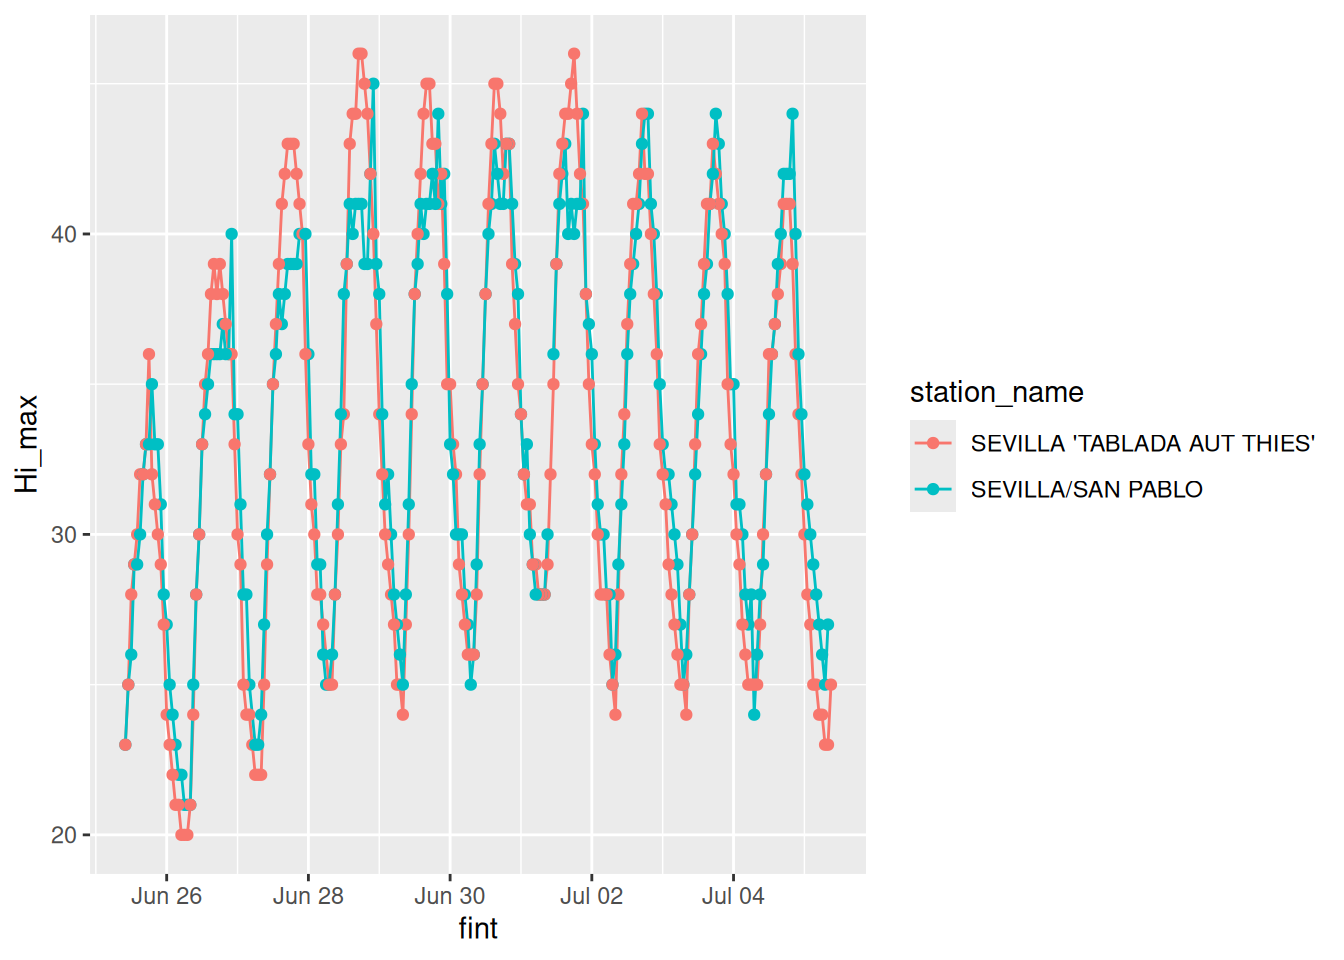 Hi_max
40
30
20
Jun 26
Jun 28
Jun 30
Jul 02
Jul 04
fint
station_name
SEVILLA 'TABLADA AUT THIES'
SEVILLA/SAN PABLO